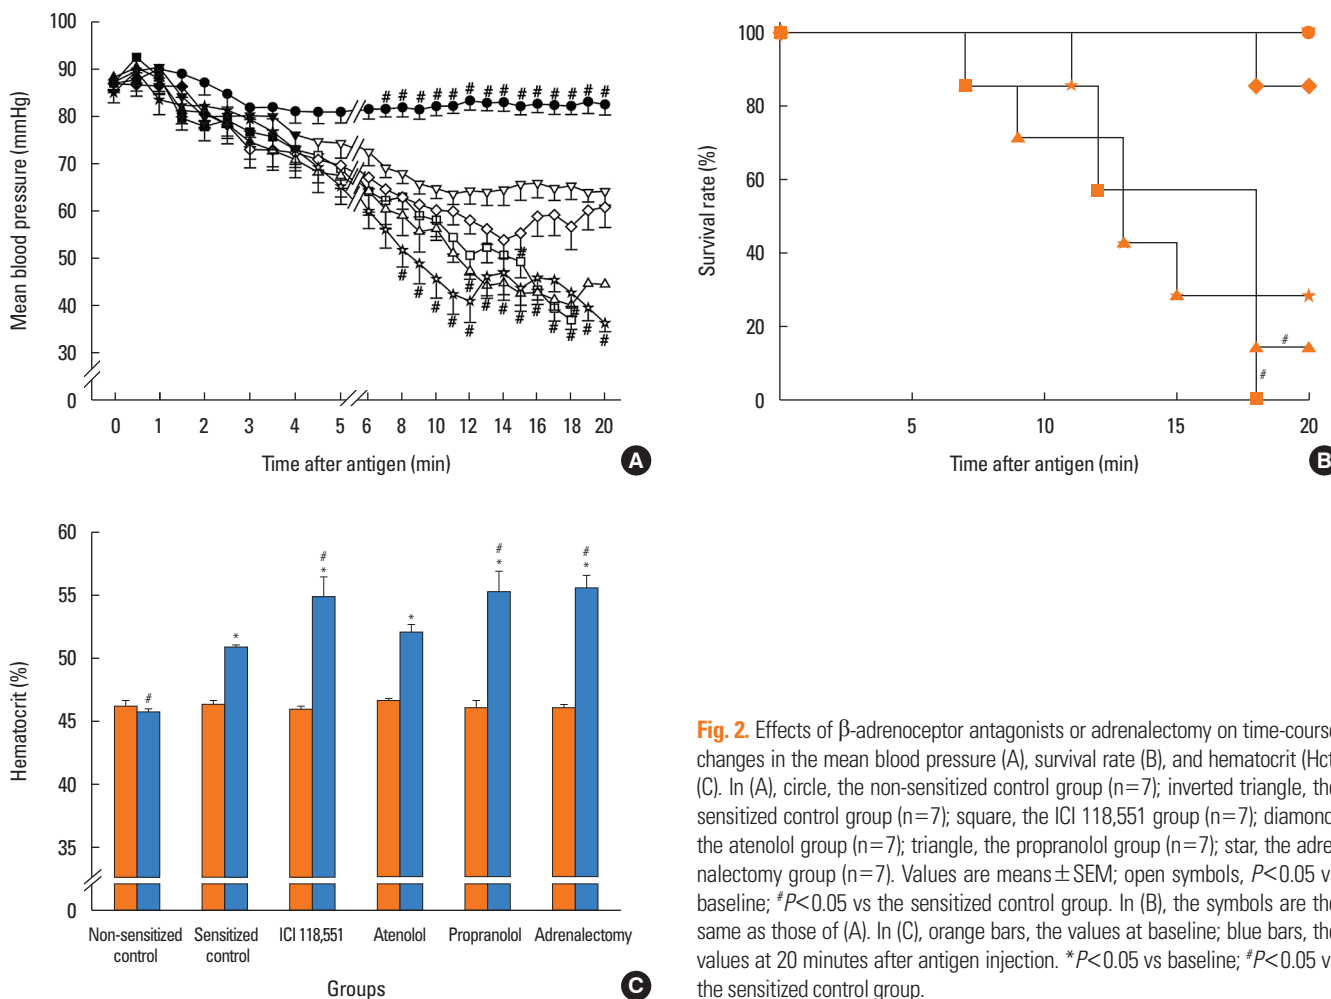 100
90
80
70
60
50
40
30
0
Mean blood pressure (mmHg)
# # # # # # # # # # # # #
# # # # # # # # # # # # # #
0 1 2 3 4 5 6 8 10 12 14 16 18 20
Time after antigen (min)
A
100
80
60
40
20
0
Survival rate (%)
#
#
5 10 15 20
Time after antigen (min)
B
60
55
50
45
40
35
0
Hematocrit (%)
#
*
#
*
*
#
*
#
*
Non-sensitized control
Sensitized control
ICI 118,551
Atenolol
Propranolol
Adrenalectomy
Groups
C
Fig. 2. Effects of β-adrenoceptor antagonists or adrenalectomy on time-course
changes in the mean blood pressure (A), survival rate (B), and hematocrit (Hct
(C). In (A), circle, the non-sensitized control group (n=7); inverted triangle, the
sensitized control group (n=7); square, the ICI 118,551 group (n=7); diamond
the atenolol group (n=7); triangle, the propranolol group (n=7); star, the adre
nalectomy group (n=7). Values are means±SEM; open symbols, P<0.05 v
baseline; #P<0.05 vs the sensitized control group. In (B), the symbols are the
same as those of (A). In (C), orange bars, the values at baseline; blue bars, the
values at 20 minutes after antigen injection. *P<0.05 vs baseline; #P<0.05 v
the sensitized control group.